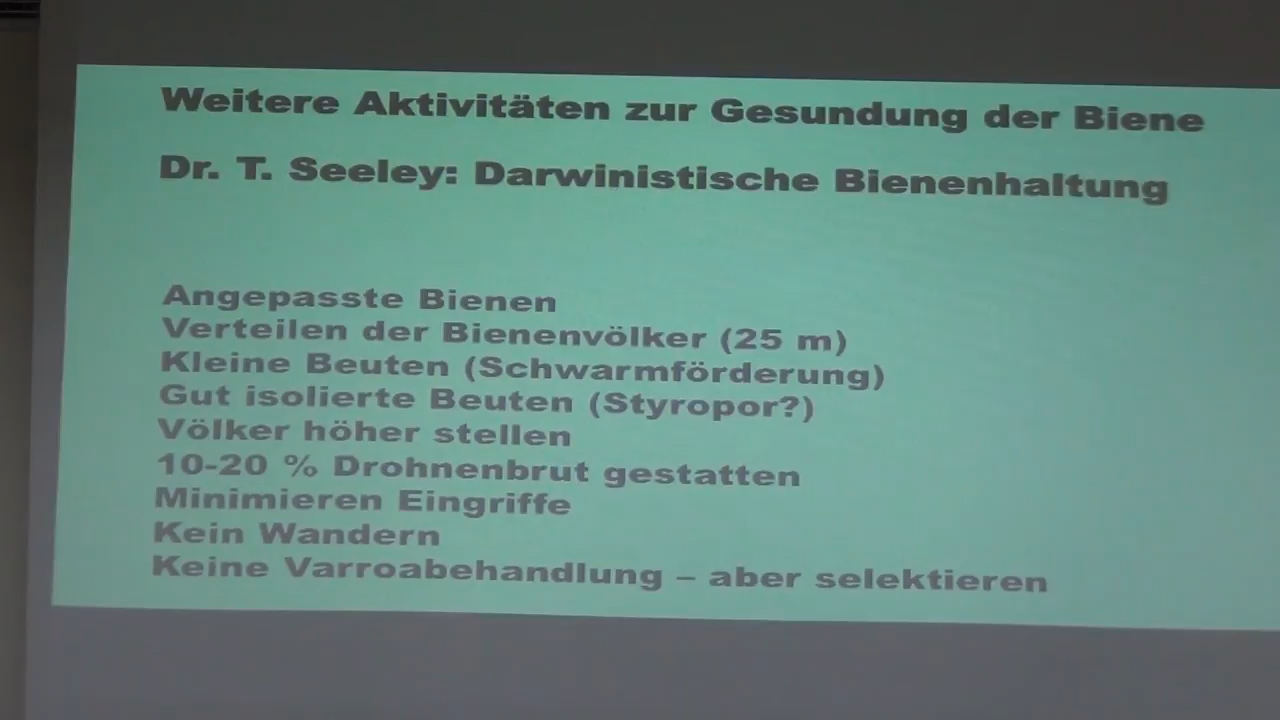 Weitere Aktivitäten zur Gesundung der Biene
Dr. T. Seeley: Darwinistische Bienenhaltung
Angepasste Bienen
Verteilen der Bienenvölker (25 m)
Kleine Beuten (Schwarmförderung)
Gut isolierte Beuten (Styropor?)
Völker höher stellen
10-20 % Drohnenbrut gestatten
Minimieren Eingriffe
Kein Wandern
Keine Varroabehandlung – aber selektieren